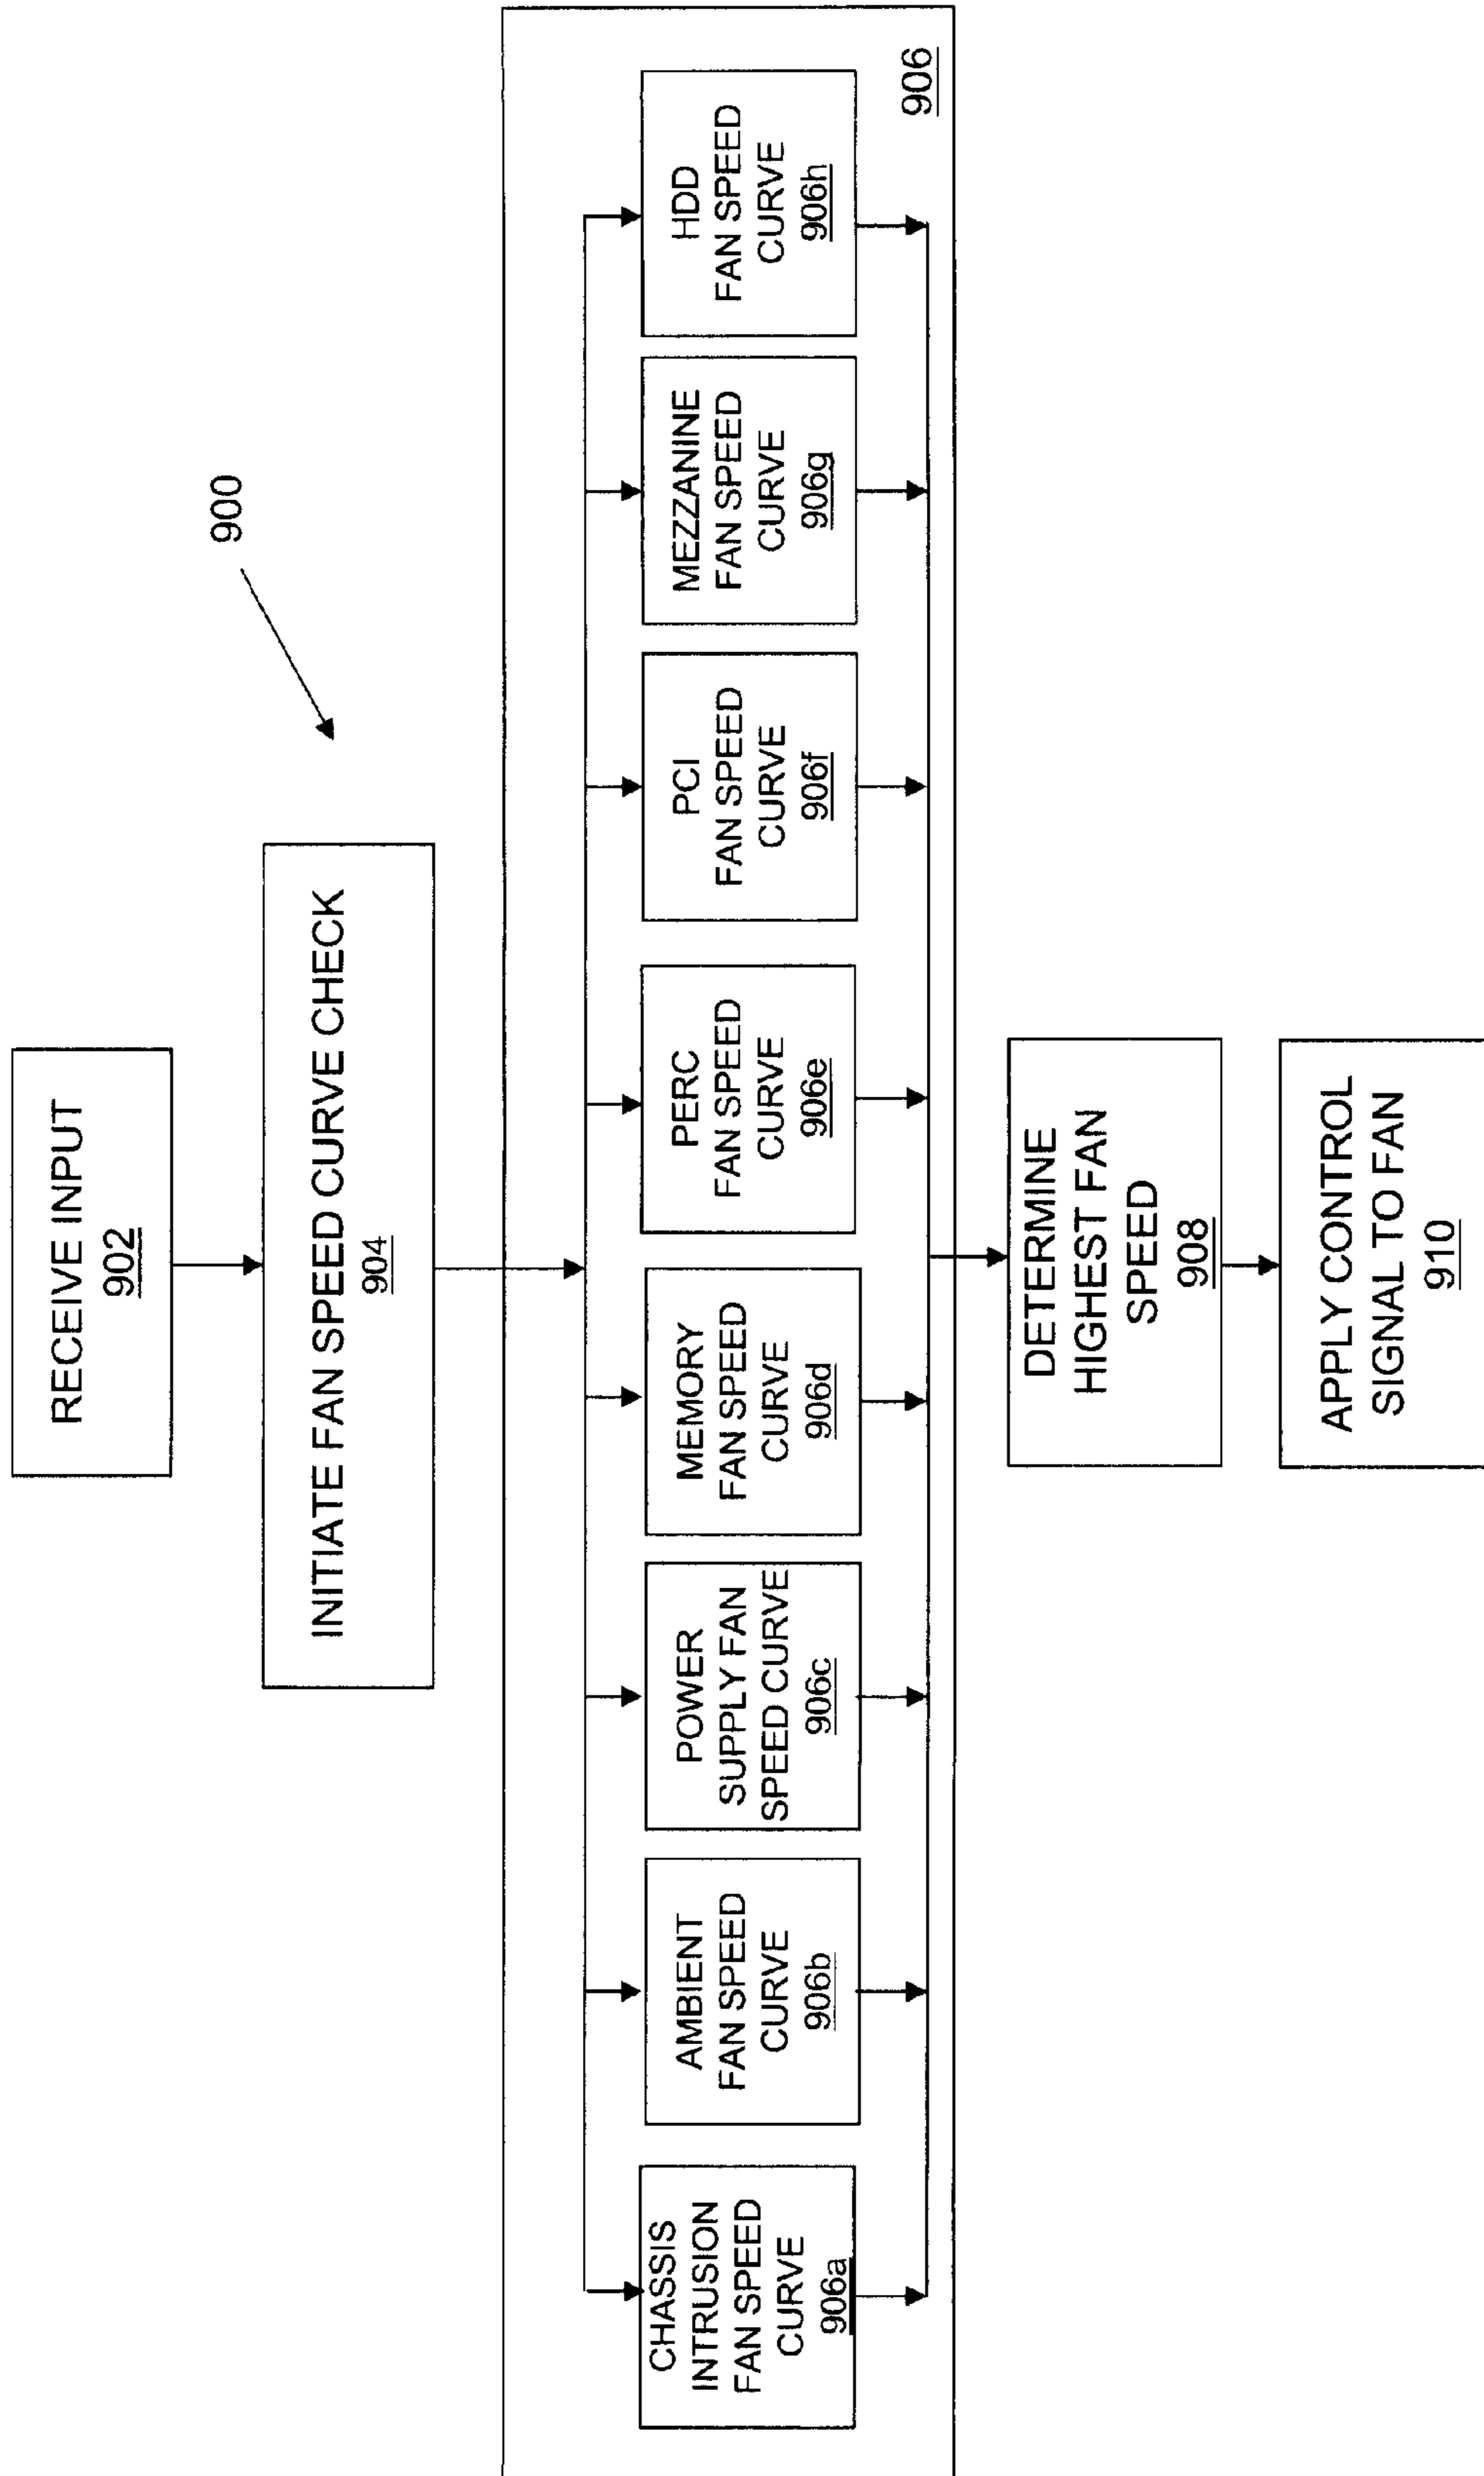 900
RECEIVE INPUT
902
INITIATE FAN SPEED CURVE CHECK
904
906
CHASSIS
INTRUSION
FAN SPEED
CURVE
906a
AMBIENT
FAN SPEED
CURVE
906b
POWER
SUPPLY FAN
SPEED CURVE
906c
MEMORY
FAN SPEED
CURVE
906d
PERC
FAN SPEED
CURVE
906e
PCI
FAN SPEED
CURVE
906f
MEZZANINE
FAN SPEED
CURVE
906g
HDD
FAN SPEED
CURVE
906h
DETERMINE
HIGHEST FAN
SPEED
908
APPLY CONTROL
SIGNAL TO FAN
910